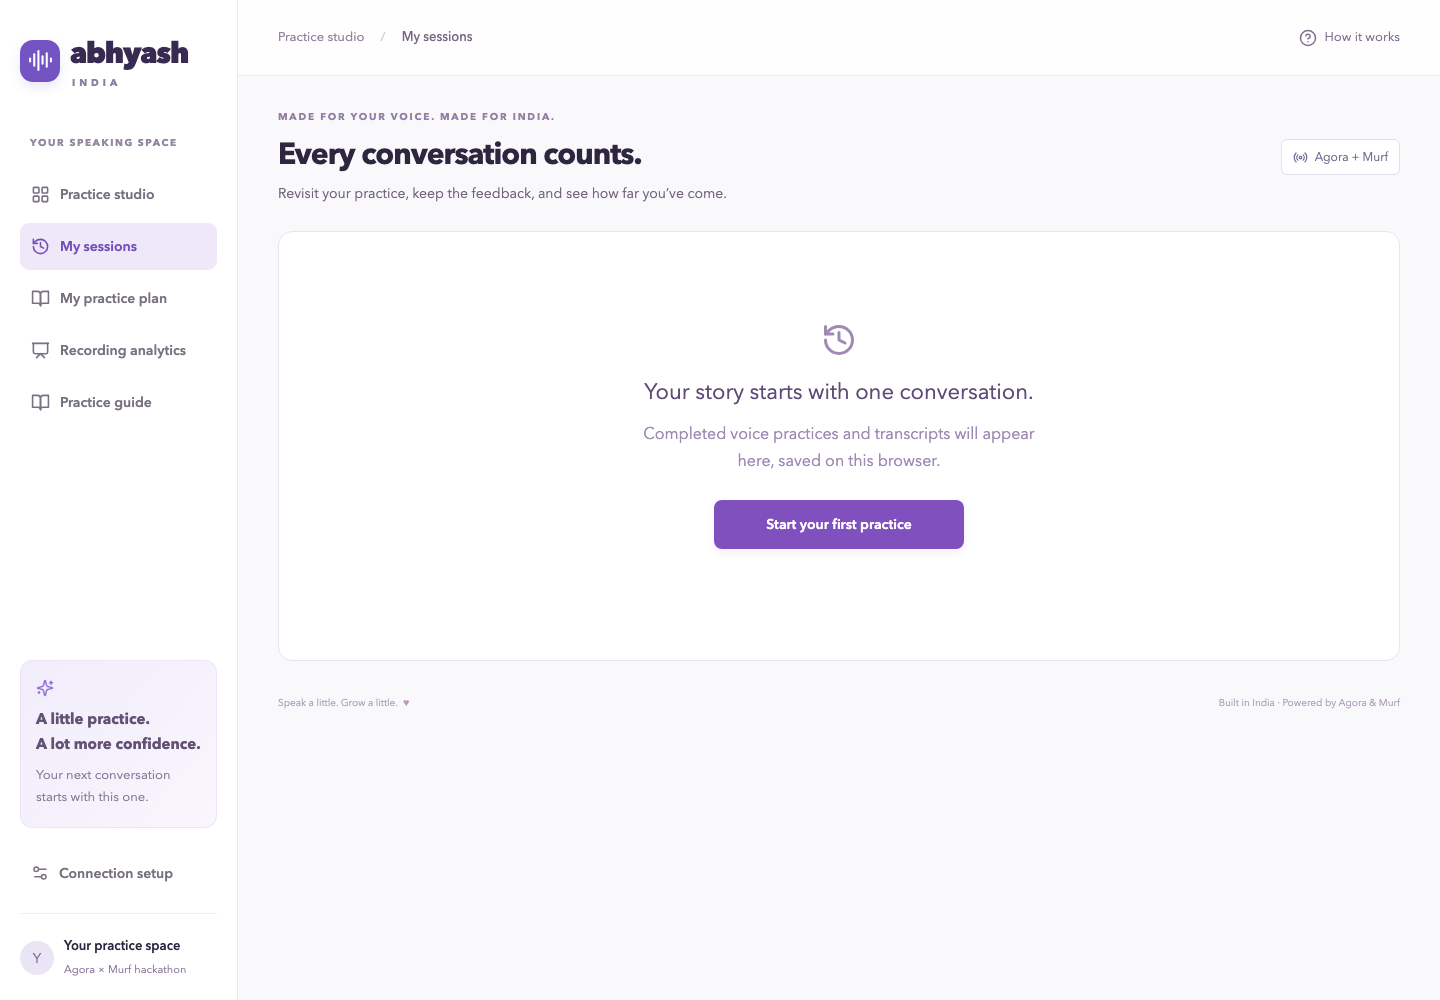 abhyash
INDIA
YOUR SPEAKING SPACE
Practice studio
My sessions
My practice plan
Recording analytics
Practice guide
A little practice.
A lot more confidence.
Your next conversation
starts with this one.
Connection setup
Y
Your practice space
Agora × Murf hackathon
Practice studio / My sessions
How it works
MADE FOR YOUR VOICE. MADE FOR INDIA.
Every conversation counts.
Revisit your practice, keep the feedback, and see how far you’ve come.
Agora + Murf
Your story starts with one conversation.
Completed voice practices and transcripts will appear
here, saved on this browser.
Start your first practice
Speak a little. Grow a little. ♥
Built in India · Powered by Agora & Murf